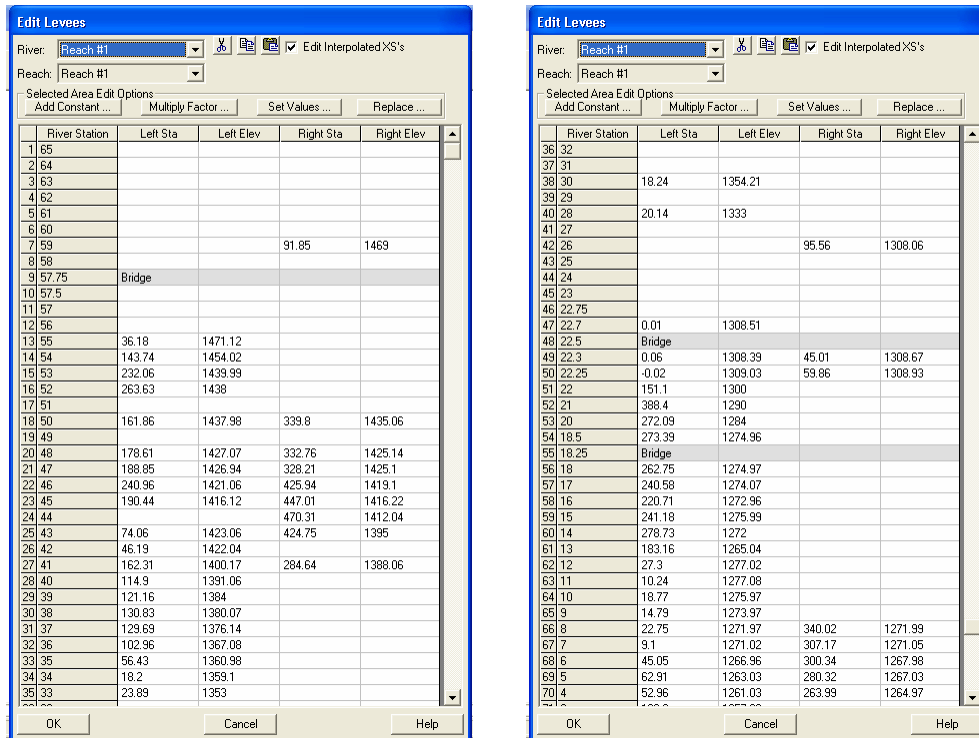 Edit Levees
River: Reach #1 Edit Interpolated XS's
Reach: Reach #1
Selected Area Edit Options
Add Constant ... Multiply Factor ... Set Values ... Replace ...
River Station Left Sta Left Elev Right Sta Right Elev
1 65
2 64
3 63
4 62
5 61
6 60
7 59 91.85 1469
8 58
9 57.75 Bridge
10 57.5
11 57
12 56
13 55 36.18 1471.12
14 54 143.74 1454.02
15 53 232.06 1439.99
16 52 263.63 1438
17 51
18 50 161.86 1437.98 339.8 1435.06
19 49
20 48 178.61 1427.07 332.76 1425.14
21 47 188.85 1426.94 328.21 1425.1
22 46 240.96 1421.06 425.94 1419.1
23 45 190.44 1416.12 447.01 1416.22
24 44 470.31 1412.04
25 43 74.06 1423.06 424.75 1395
26 42 46.19 1422.04
27 41 162.31 1400.17 284.64 1388.06
28 40 114.9 1391.06
29 39 121.16 1384
30 38 130.83 1380.07
31 37 129.69 1376.14
32 36 102.96 1367.08
33 35 56.43 1360.98
34 34 18.2 1359.1
35 33 23.89 1353
OK Cancel Help
Edit Levees
River: Reach #1 Edit Interpolated XS's
Reach: Reach #1
Selected Area Edit Options
Add Constant ... Multiply Factor ... Set Values ... Replace ...
River Station Left Sta Left Elev Right Sta Right Elev
36 32
37 31
38 30 18.24 1354.21
39 29
40 28 20.14 1333
41 27
42 26 95.56 1308.06
43 25
44 24
45 23
46 22.75
47 22.7 0.01 1308.51
48 22.5 Bridge
49 22.3 0.06 1308.39 45.01 1308.67
50 22.25 -0.02 1309.03 59.86 1308.93
51 22 151.1 1300
52 21 388.4 1290
53 20 272.09 1284
54 18.5 273.39 1274.96
55 18.25 Bridge
56 18 262.75 1274.97
57 17 240.58 1274.07
58 16 220.71 1272.96
59 15 241.18 1275.99
60 14 278.73 1272
61 13 183.16 1265.04
62 12 27.3 1277.02
63 11 10.24 1277.08
64 10 18.77 1275.97
65 9 14.79 1273.97
66 8 22.75 1271.97 340.02 1271.99
67 7 9.1 1271.02 307.17 1271.05
68 6 45.05 1266.96 300.34 1267.98
69 5 62.91 1263.03 280.32 1267.03
70 4 52.96 1261.03 263.99 1264.97
OK Cancel Help